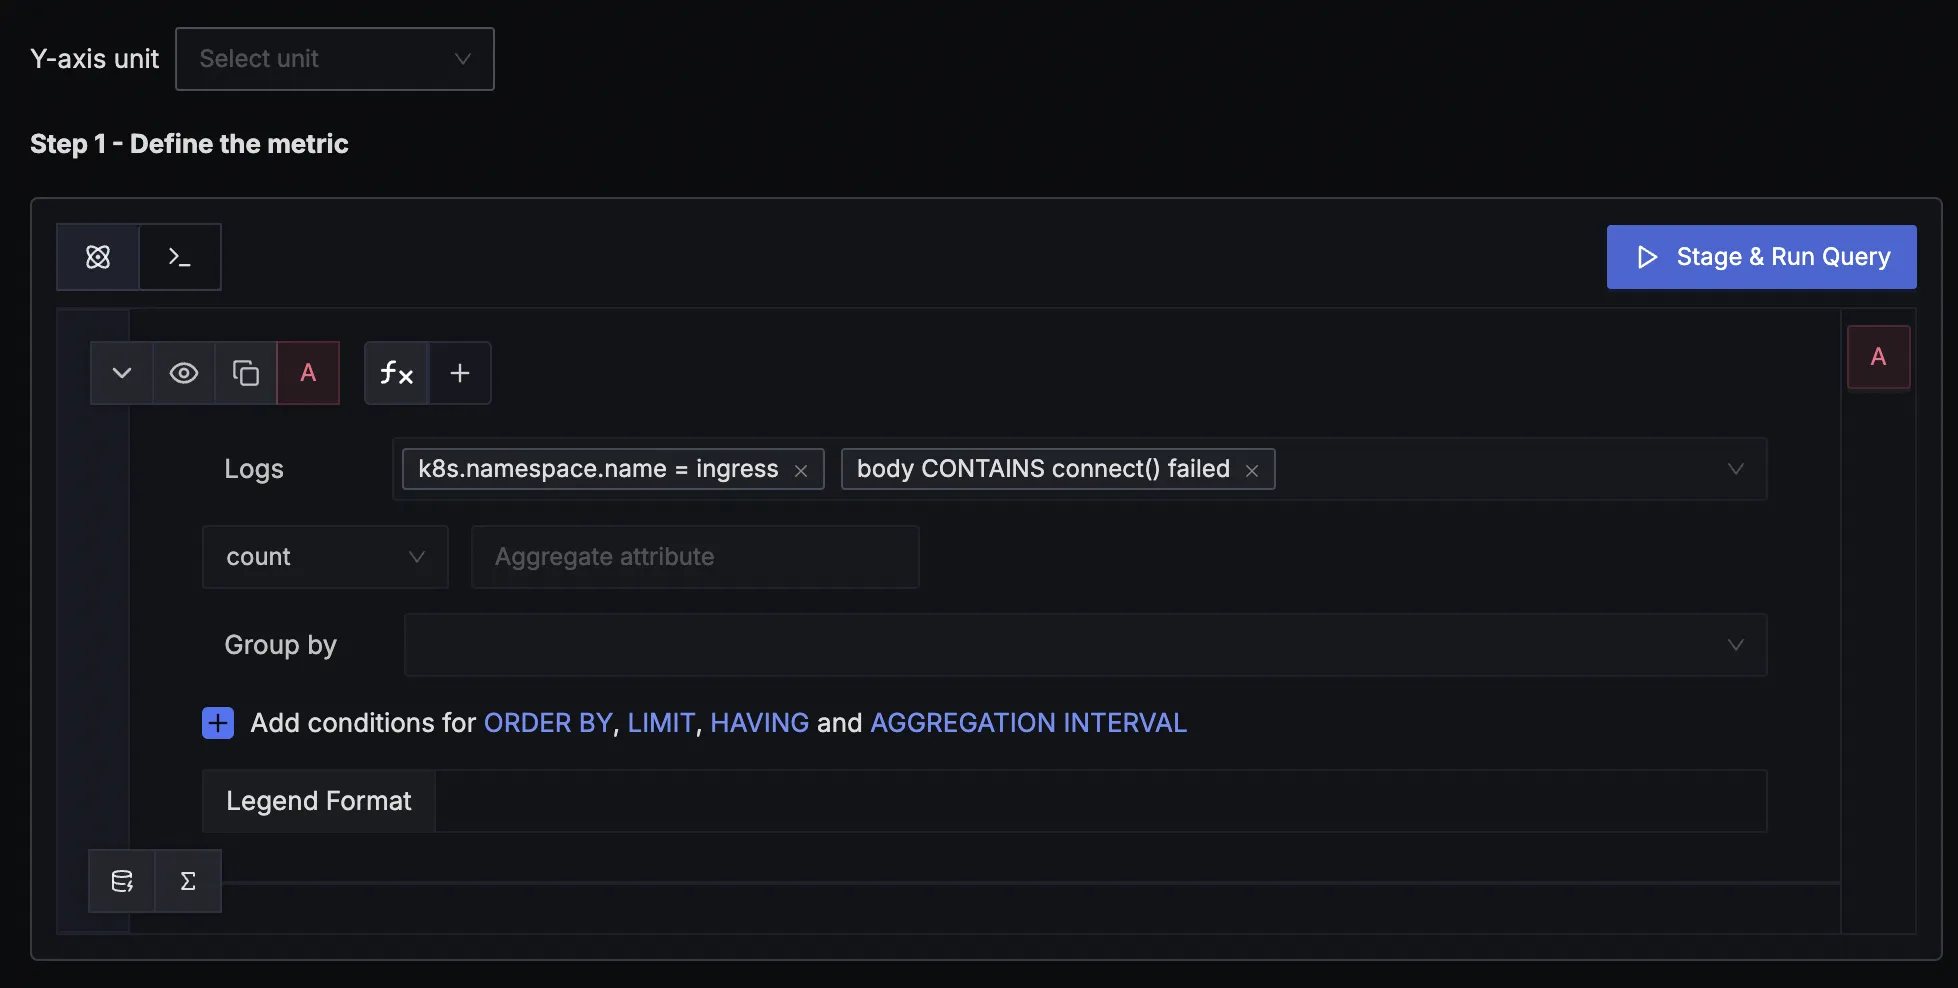 Y-axis unit Select unit
Step 1 - Define the metric
Stage & Run Query
A fx + A
Logs k8s.namespace.name = ingress × body CONTAINS connect() failed ×
count Aggregate attribute
Group by
+ Add conditions for ORDER BY, LIMIT, HAVING and AGGREGATION INTERVAL
Legend Format
Σ